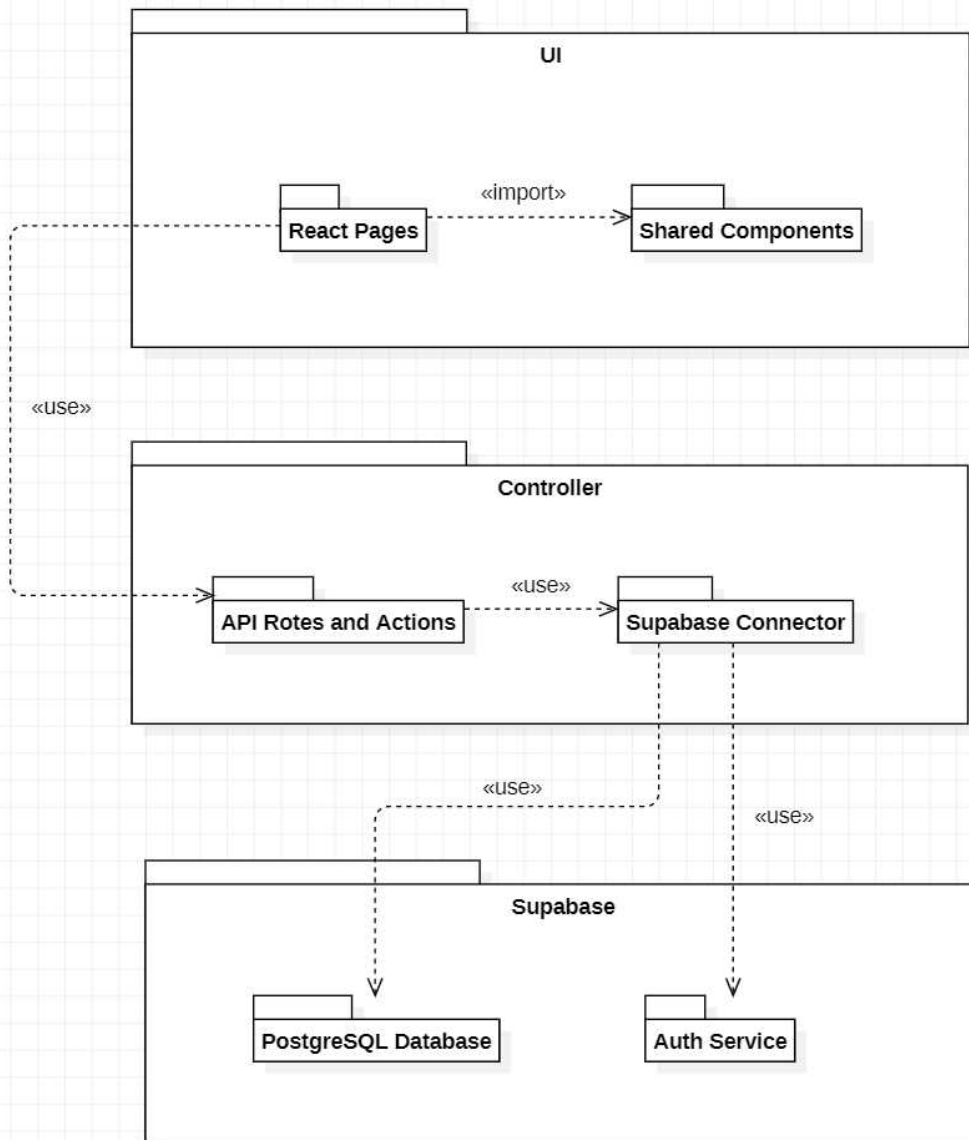 UI
«import»
React Pages
Shared Components
«use»
Controller
«use»
API Rotes and Actions
Supabase Connector
«use»
«use»
Supabase
PostgreSQL Database
Auth Service